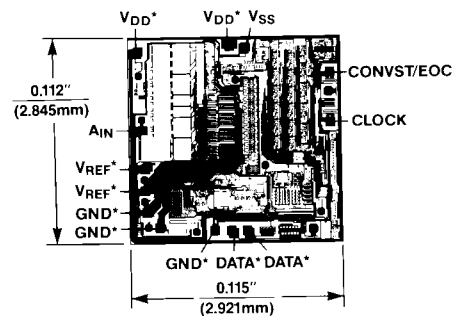 VDD* VDD* VSS
0.112"
(2.845mm)
CONVST/EOC
CLOCK
AIN
VREF*
VREF*
GND*
GND*
GND* DATA* DATA*
0.115"
(2.921mm)